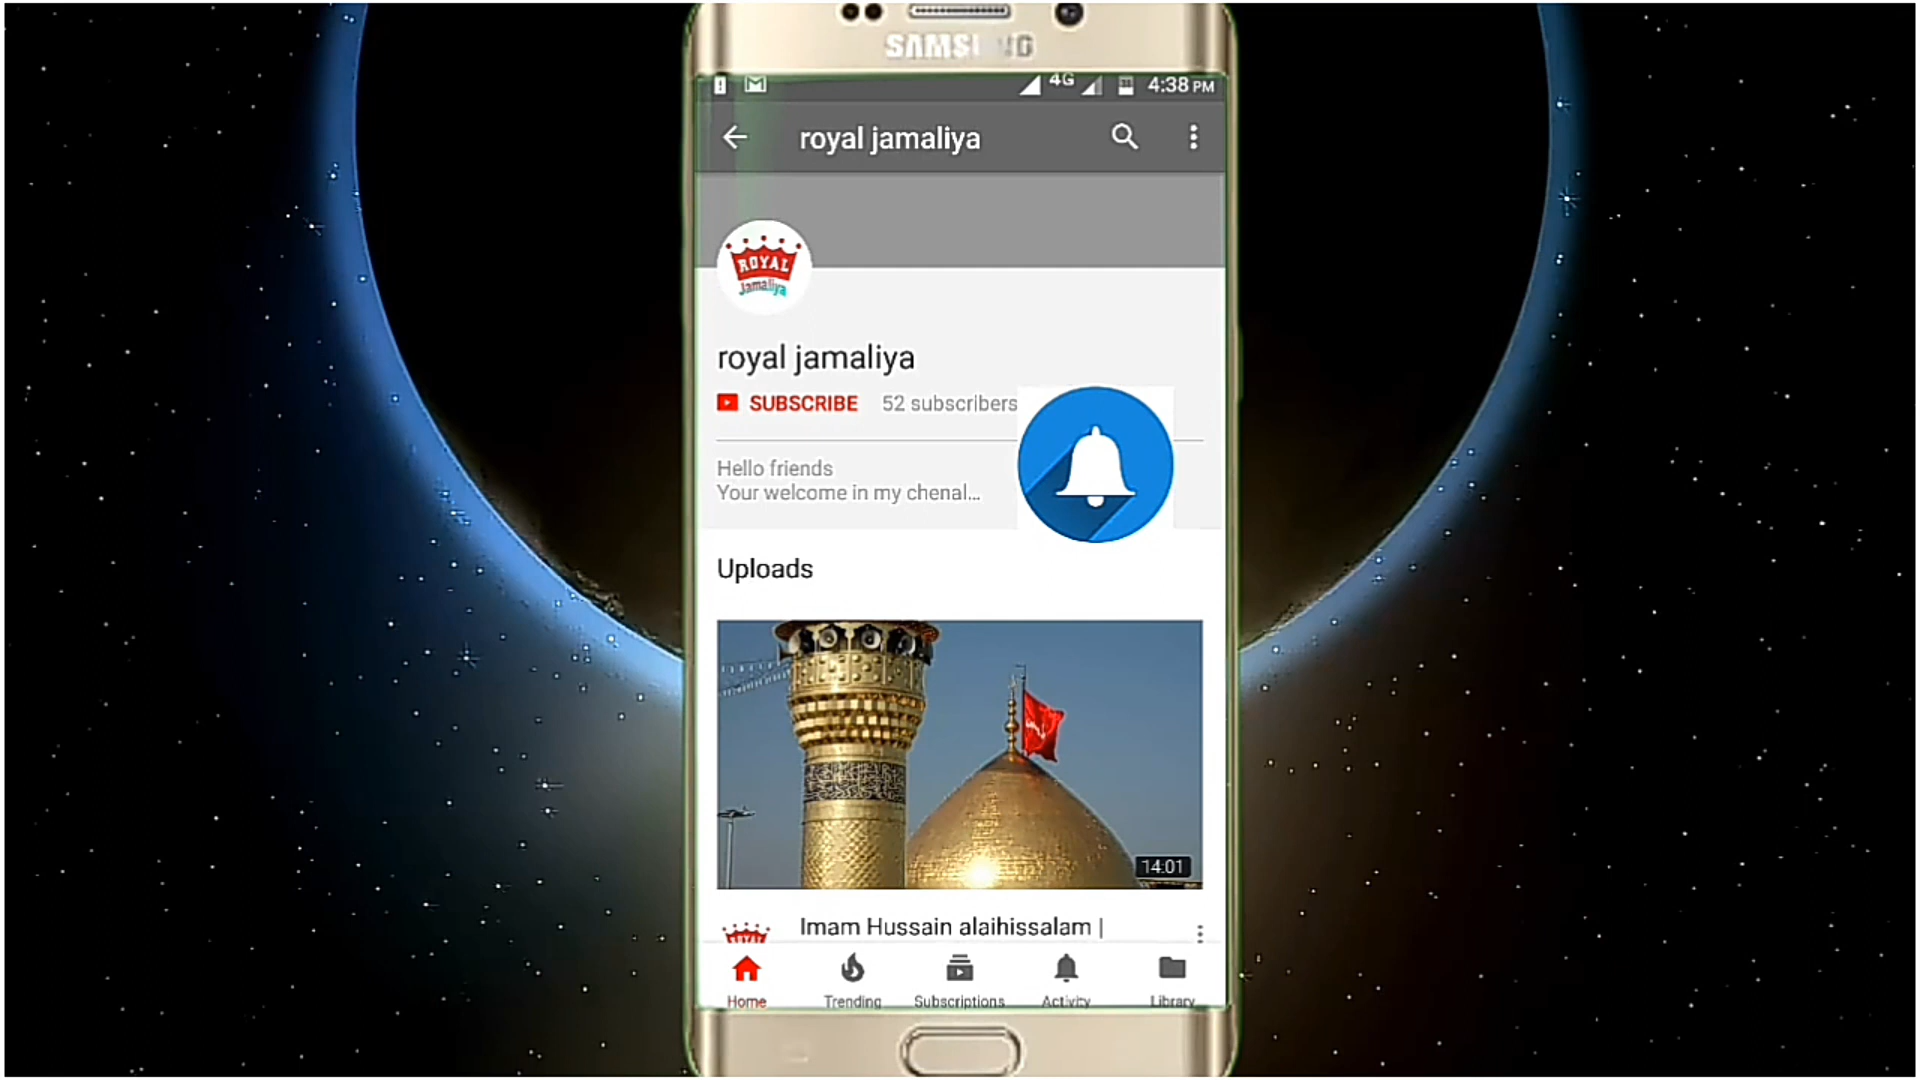 SAMSUNG
4G 4:38 PM
royal jamaliya
ROYAL
Jamaliya
royal jamaliya
SUBSCRIBE 52 subscribers
Hello friends
Your welcome in my chenal...
Uploads
14:01
Imam Hussain alaihissalam |
ROYAL
Home Trending Subscriptions Activity Library